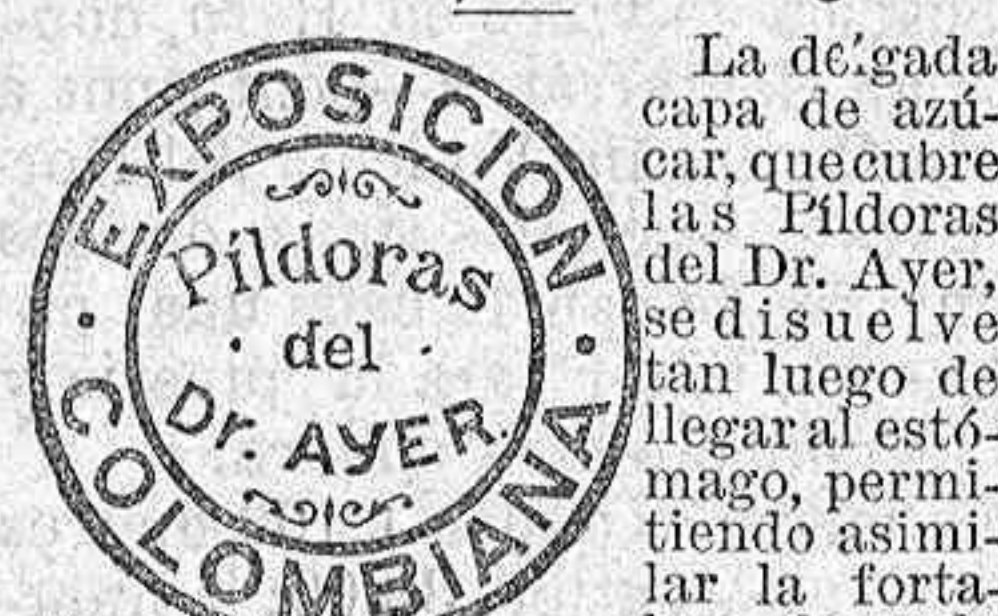 EXPOSICION
COLOMBIANA
Píldoras
del
Dr. AYER.
La delgada
capa de azú-
car, que cubre
las Píldoras
del Dr. Ayer,
se disuelve
tan luego de
llegar al estó-
mago, permi-
tiendo asimi-
lar la forta-